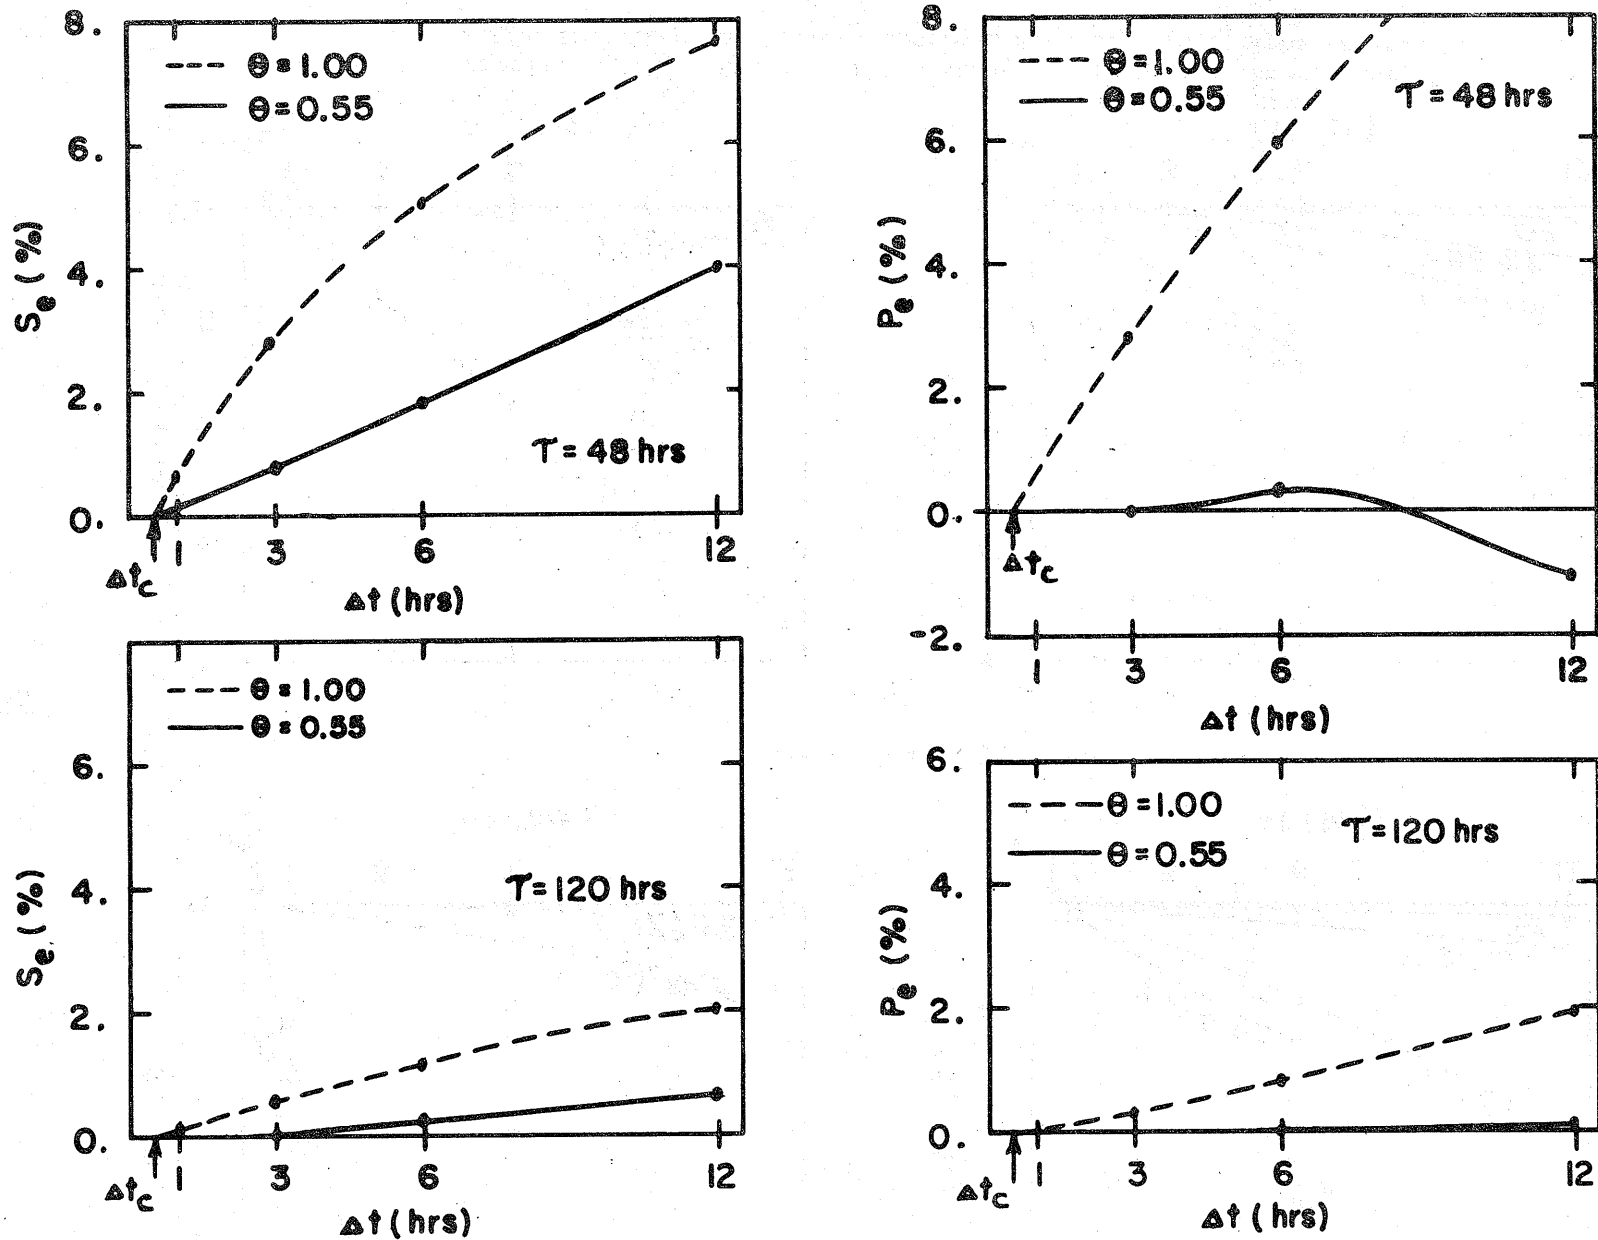 8.
6.
4.
2.
0.
Se (%)
θ = 1.00
θ = 0.55
τ = 48 hrs
1
3
6
12
Δtc
Δt (hrs)
8.
6.
4.
2.
0.
-2.
Pe (%)
θ = 1.00
θ = 0.55
τ = 48 hrs
Δtc
1
3
6
12
Δt (hrs)
6.
4.
2.
0.
Se (%)
θ = 1.00
θ = 0.55
τ = 120 hrs
1
3
6
12
Δtc
Δt (hrs)
6.
4.
2.
0.
Pe (%)
θ = 1.00
θ = 0.55
τ = 120 hrs
1
3
6
12
Δtc
Δt (hrs)